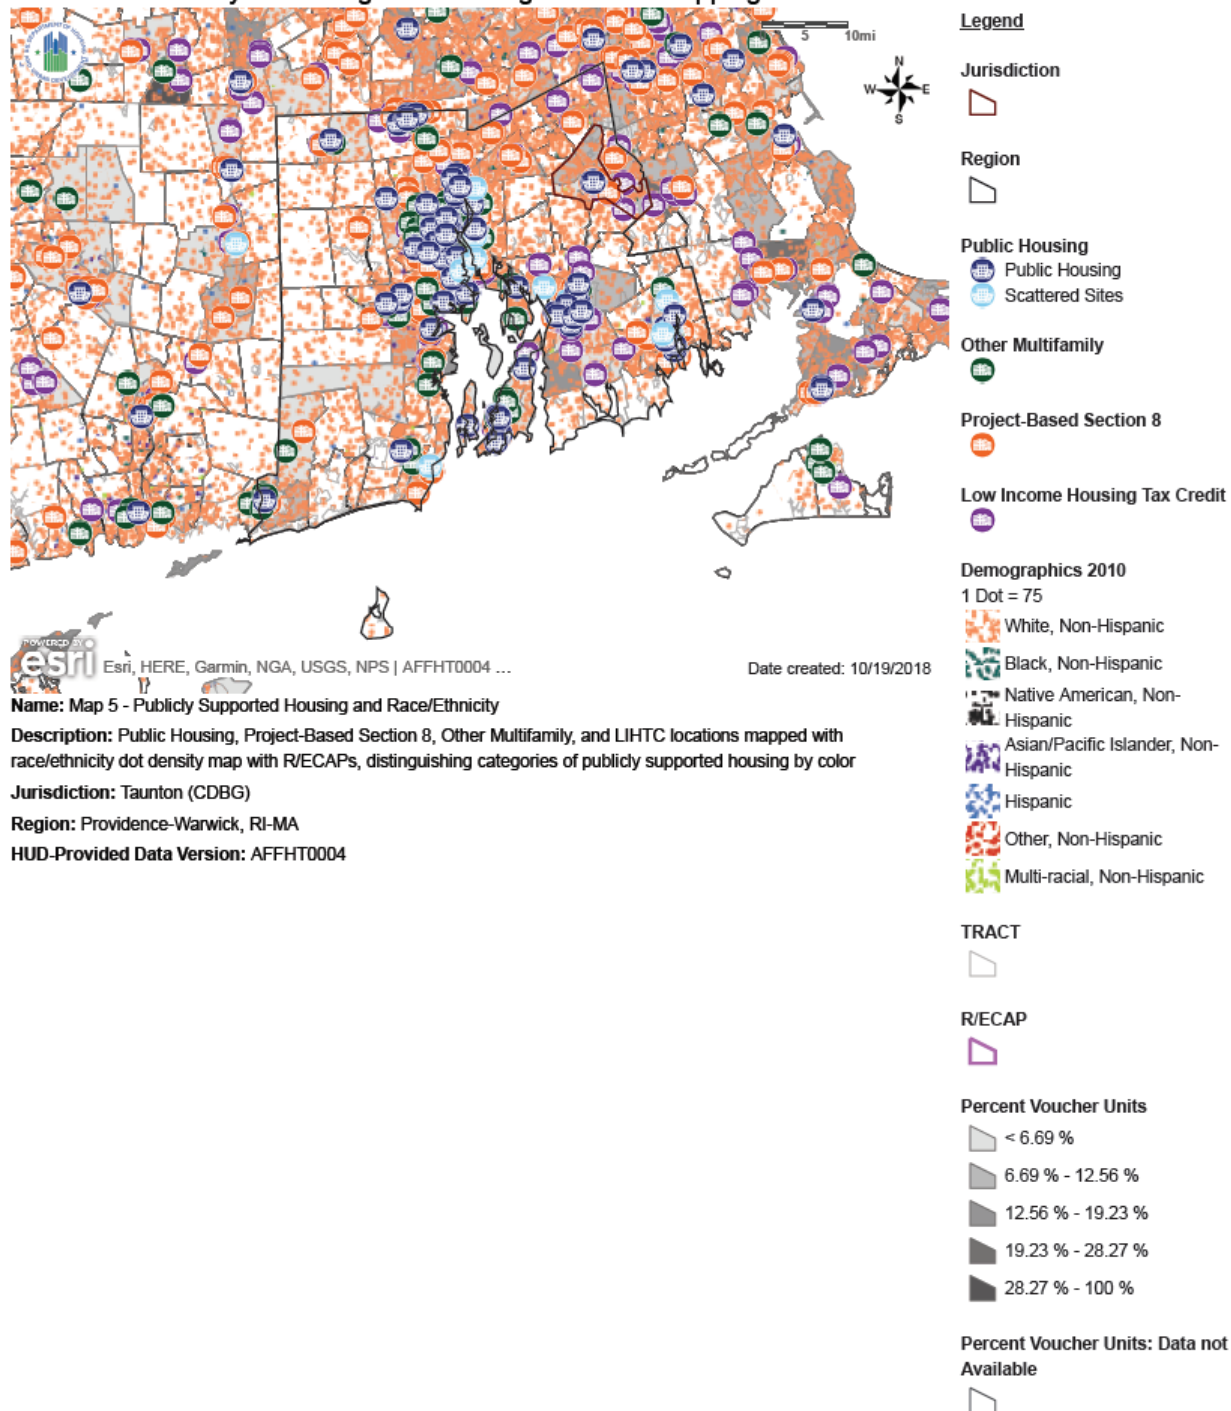 5 10mi
N
W E
S
POWERED BY
esri
Esri, HERE, Garmin, NGA, USGS, NPS | AFFHT0004 ...
Date created: 10/19/2018
Name: Map 5 - Publicly Supported Housing and Race/Ethnicity
Description: Public Housing, Project-Based Section 8, Other Multifamily, and LIHTC locations mapped with
race/ethnicity dot density map with R/ECAPs, distinguishing categories of publicly supported housing by color
Jurisdiction: Taunton (CDBG)
Region: Providence-Warwick, RI-MA
HUD-Provided Data Version: AFFHT0004
Legend
Jurisdiction
Region
Public Housing
Public Housing
Scattered Sites
Other Multifamily
Project-Based Section 8
Low Income Housing Tax Credit
Demographics 2010
1 Dot = 75
White, Non-Hispanic
Black, Non-Hispanic
Native American, Non-
Hispanic
Asian/Pacific Islander, Non-
Hispanic
Hispanic
Other, Non-Hispanic
Multi-racial, Non-Hispanic
TRACT
R/ECAP
Percent Voucher Units
< 6.69 %
6.69 % - 12.56 %
12.56 % - 19.23 %
19.23 % - 28.27 %
28.27 % - 100 %
Percent Voucher Units: Data not
Available